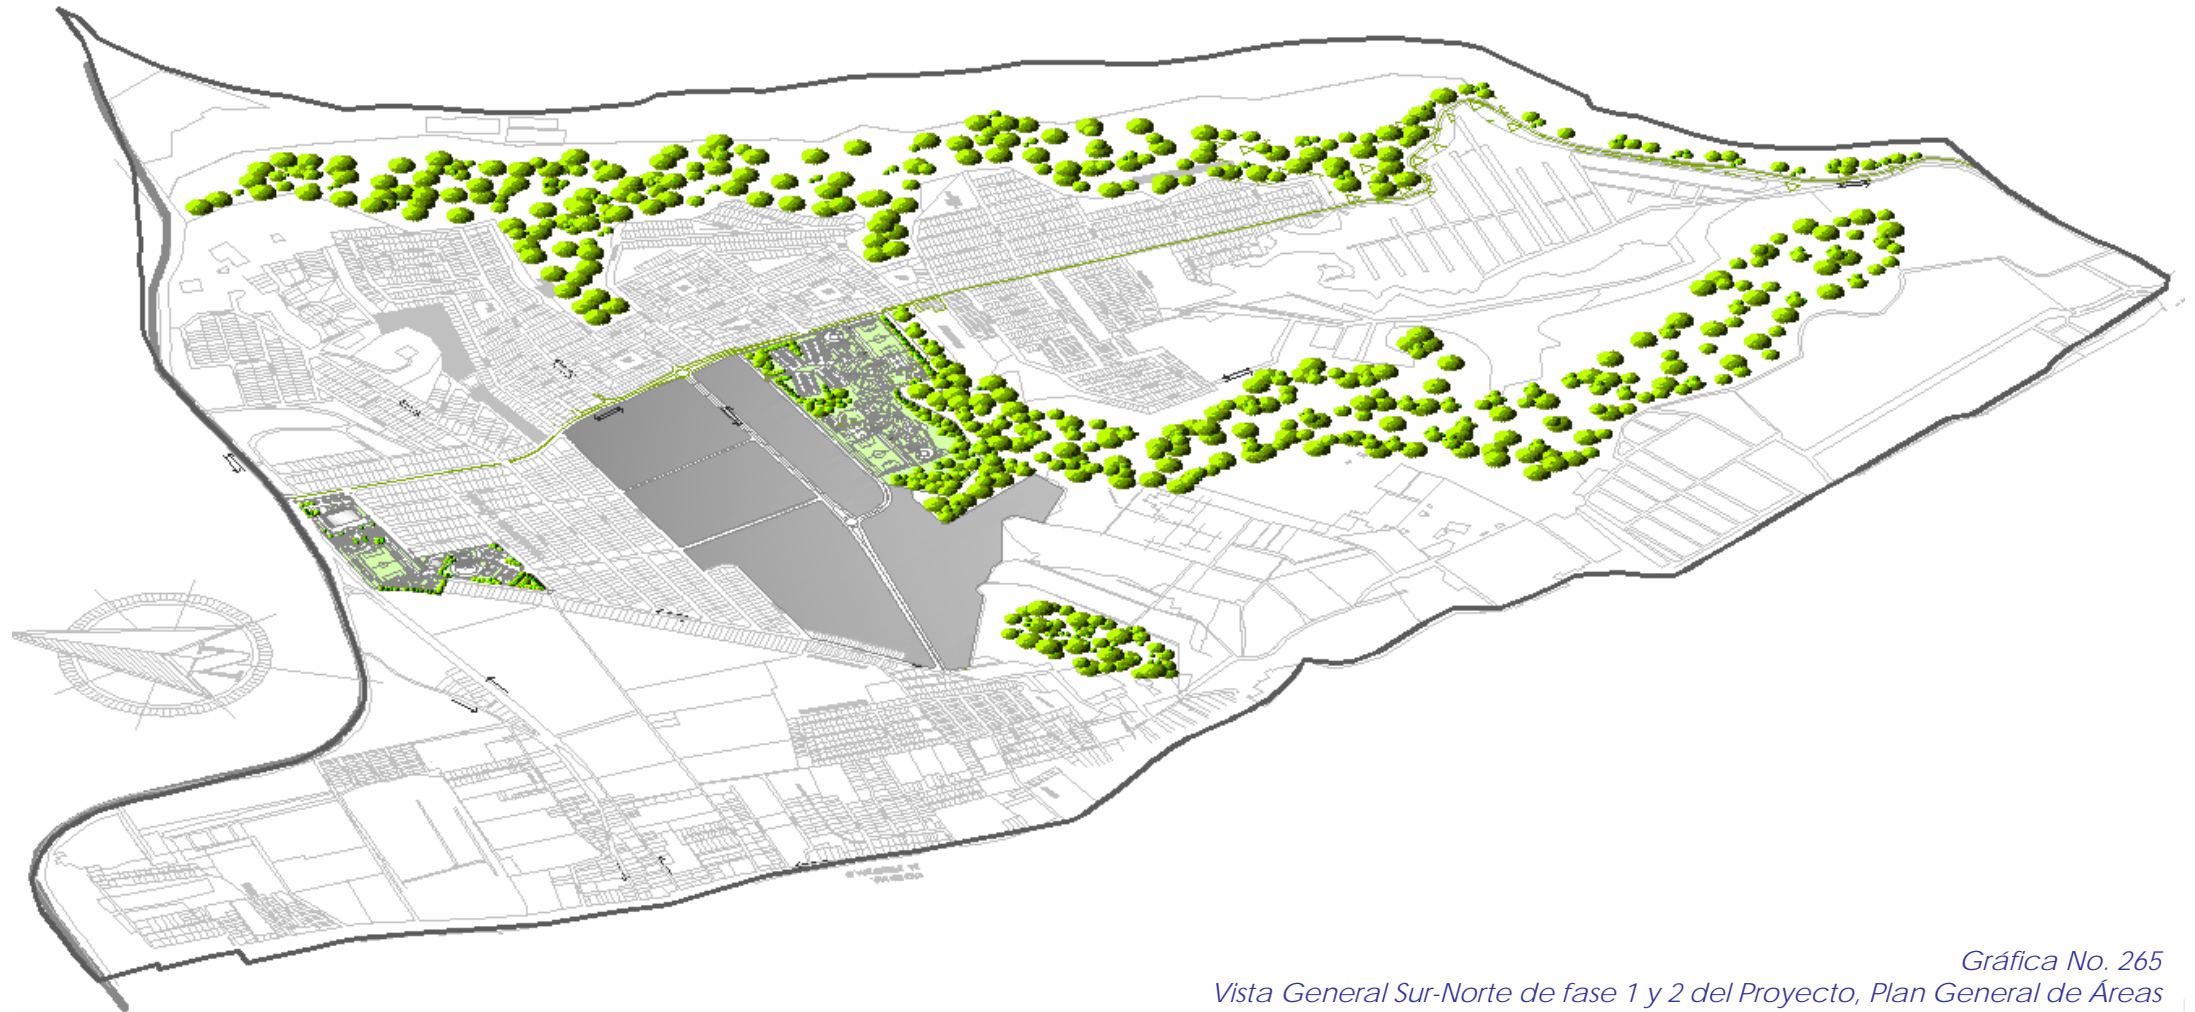 Gráfica No. 265
Vista General Sur-Norte de fase 1 y 2 del Proyecto, Plan General de Áreas